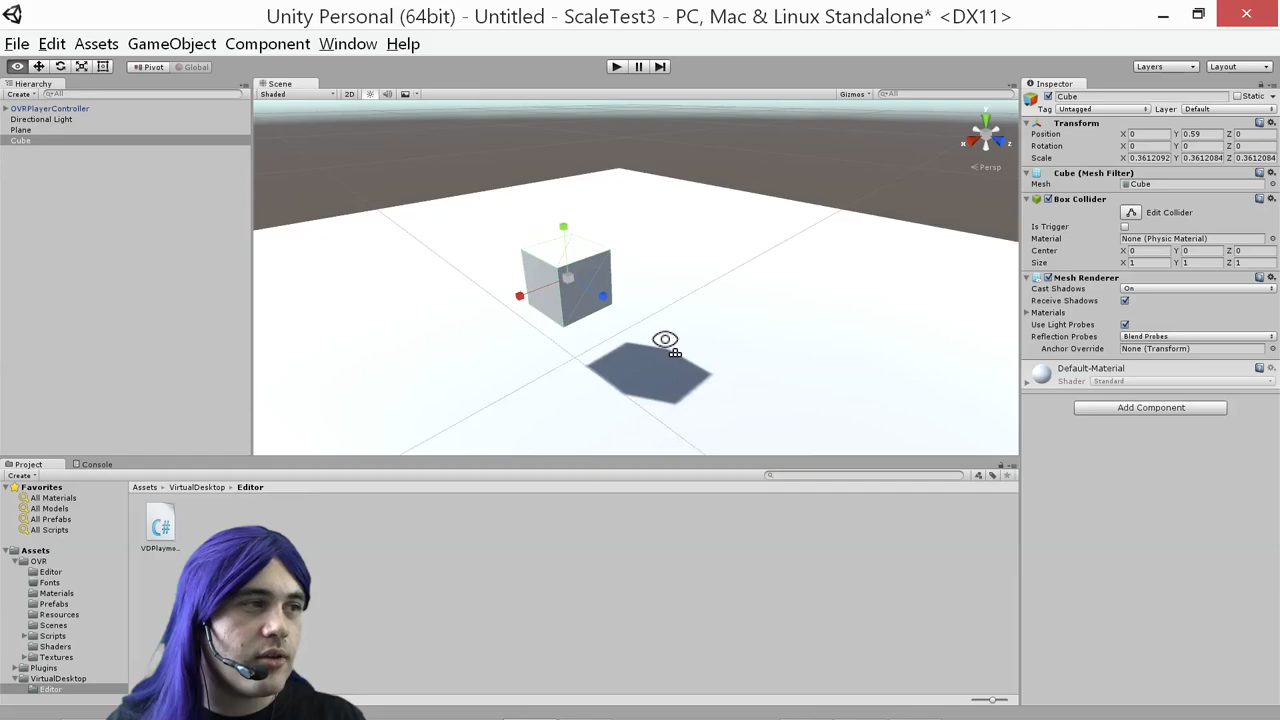 Unity Personal (64bit) - Untitled - ScaleTest3 - PC, Mac & Linux Standalone* <DX11>
File Edit Assets GameObject Component Window Help
Pivot Global Layers Layout
Hierarchy
Create All
OVRPlayerController
Directional Light
Plane
Cube
Scene
Shaded 2D Gizmos All
y
x z
Persp
Inspector
Cube Static
Tag Untagged Layer Default
Transform
Position X 0 Y 0.59 Z 0
Rotation X 0 Y 0 Z 0
Scale X 0.3612092 Y 0.3612084 Z 0.3612084
Cube (Mesh Filter)
Mesh Cube
Box Collider
Edit Collider
Is Trigger
Material None (Physic Material)
Center X 0 Y 0 Z 0
Size X 1 Y 1 Z 1
Mesh Renderer
Cast Shadows On
Receive Shadows
Materials
Use Light Probes
Reflection Probes Blend Probes
Anchor Override None (Transform)
Default-Material
Shader Standard
Add Component
Project Console
Create
Favorites
All Materials
All Models
All Prefabs
All Scripts
Assets
OVR
Editor
Fonts
Materials
Prefabs
Resources
Scenes
Scripts
Shaders
Textures
Plugins
VirtualDesktop
Editor
Assets VirtualDesktop Editor
C#
VDPlaymo...